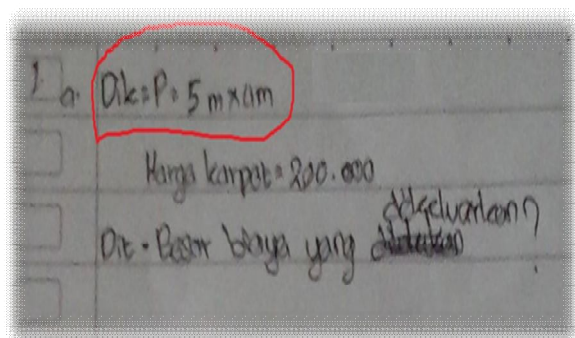 1. a. Dik = P = 5 m x 4m
Harga karpet = 200.000
Dit = Besar biaya yang dikeluarkan?